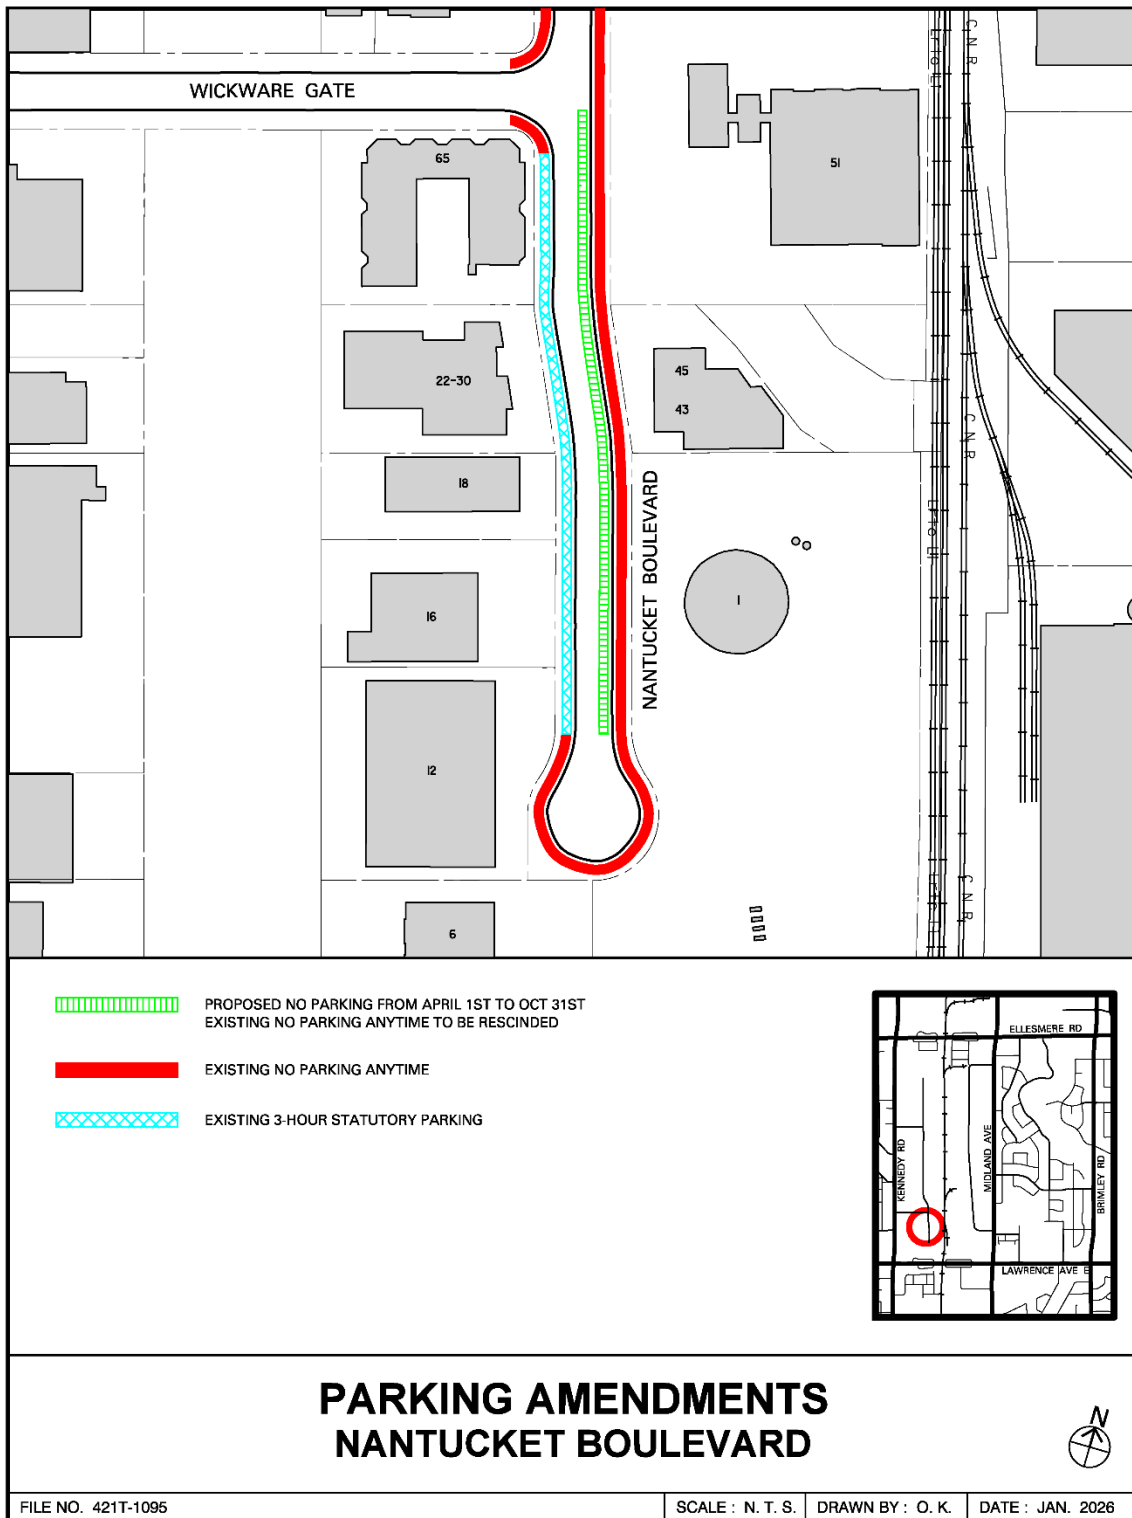 C.N.R.
WICKWARE GATE
65
51
22-30
45
43
C.N.R.
18
NANTUCKET BOULEVARD
16
1
12
C.N.R.
6
PROPOSED NO PARKING FROM APRIL 1ST TO OCT 31ST
EXISTING NO PARKING ANYTIME TO BE RESCINDED
EXISTING NO PARKING ANYTIME
EXISTING 3-HOUR STATUTORY PARKING
ELLESMERE RD
KENNEDY RD
MIDLAND AVE
BRIMLEY RD
LAWRENCE AVE E
PARKING AMENDMENTS
NANTUCKET BOULEVARD
N
FILE NO. 421T-1095
SCALE : N. T. S.
DRAWN BY : O. K.
DATE : JAN. 2026